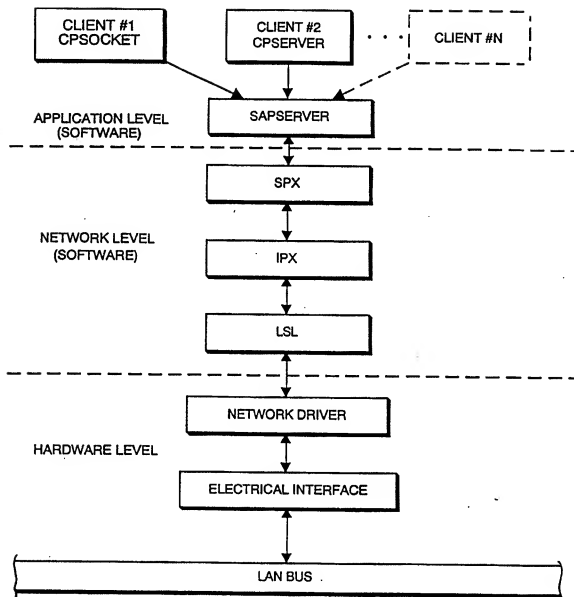 CLIENT #1
CPSOCKET
CLIENT #2
CPSERVER
CLIENT #N
SAPSERVER
APPLICATION LEVEL
(SOFTWARE)
SPX
NETWORK LEVEL
(SOFTWARE)
IPX
LSL
NETWORK DRIVER
HARDWARE LEVEL
ELECTRICAL INTERFACE
LAN BUS